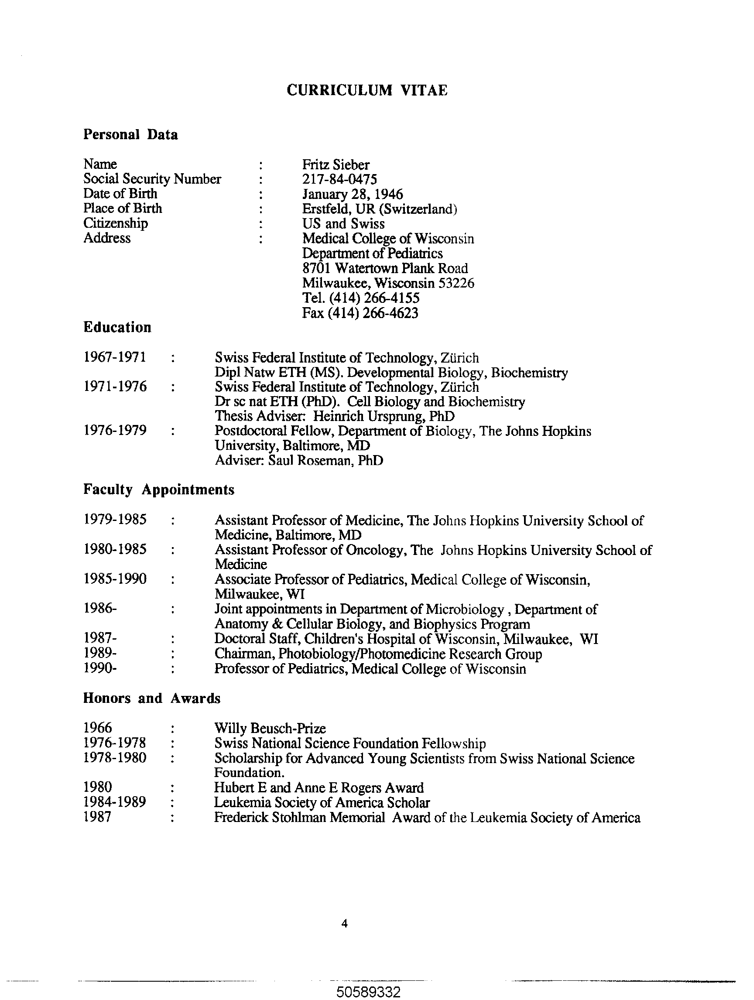 CURRICULUM VITAE
Personal Data
Name : Fritz Sieber
Social Security Number : 217-84-0475
Date of Birth : January 28, 1946
Place of Birth : Erstfeld, UR (Switzerland)
Citizenship : US and Swiss
Address : Medical College of Wisconsin
Department of Pediatrics
8701 Watertown Plank Road
Milwaukee, Wisconsin 53226
Tel. (414) 266-4155
Fax (414) 266-4623
Education
1967-1971 : Swiss Federal Institute of Technology, Zürich
Dipl Natw ETH (MS). Developmental Biology, Biochemistry
1971-1976 : Swiss Federal Institute of Technology, Zürich
Dr sc nat ETH (PhD). Cell Biology and Biochemistry
Thesis Adviser: Heinrich Ursprung, PhD
1976-1979 : Postdoctoral Fellow, Department of Biology, The Johns Hopkins
University, Baltimore, MD
Adviser: Saul Roseman, PhD
Faculty Appointments
1979-1985 : Assistant Professor of Medicine, The Johns Hopkins University School of
Medicine, Baltimore, MD
1980-1985 : Assistant Professor of Oncology, The Johns Hopkins University School of
Medicine
1985-1990 : Associate Professor of Pediatrics, Medical College of Wisconsin,
Milwaukee, WI
1986- : Joint appointments in Department of Microbiology , Department of
Anatomy & Cellular Biology, and Biophysics Program
1987- : Doctoral Staff, Children's Hospital of Wisconsin, Milwaukee, WI
1989- : Chairman, Photobiology/Photomedicine Research Group
1990- : Professor of Pediatrics, Medical College of Wisconsin
Honors and Awards
1966 : Willy Beusch-Prize
1976-1978 : Swiss National Science Foundation Fellowship
1978-1980 : Scholarship for Advanced Young Scientists from Swiss National Science
Foundation.
1980 : Hubert E and Anne E Rogers Award
1984-1989 : Leukemia Society of America Scholar
1987 : Frederick Stohlman Memorial Award of the Leukemia Society of America
4
50589332